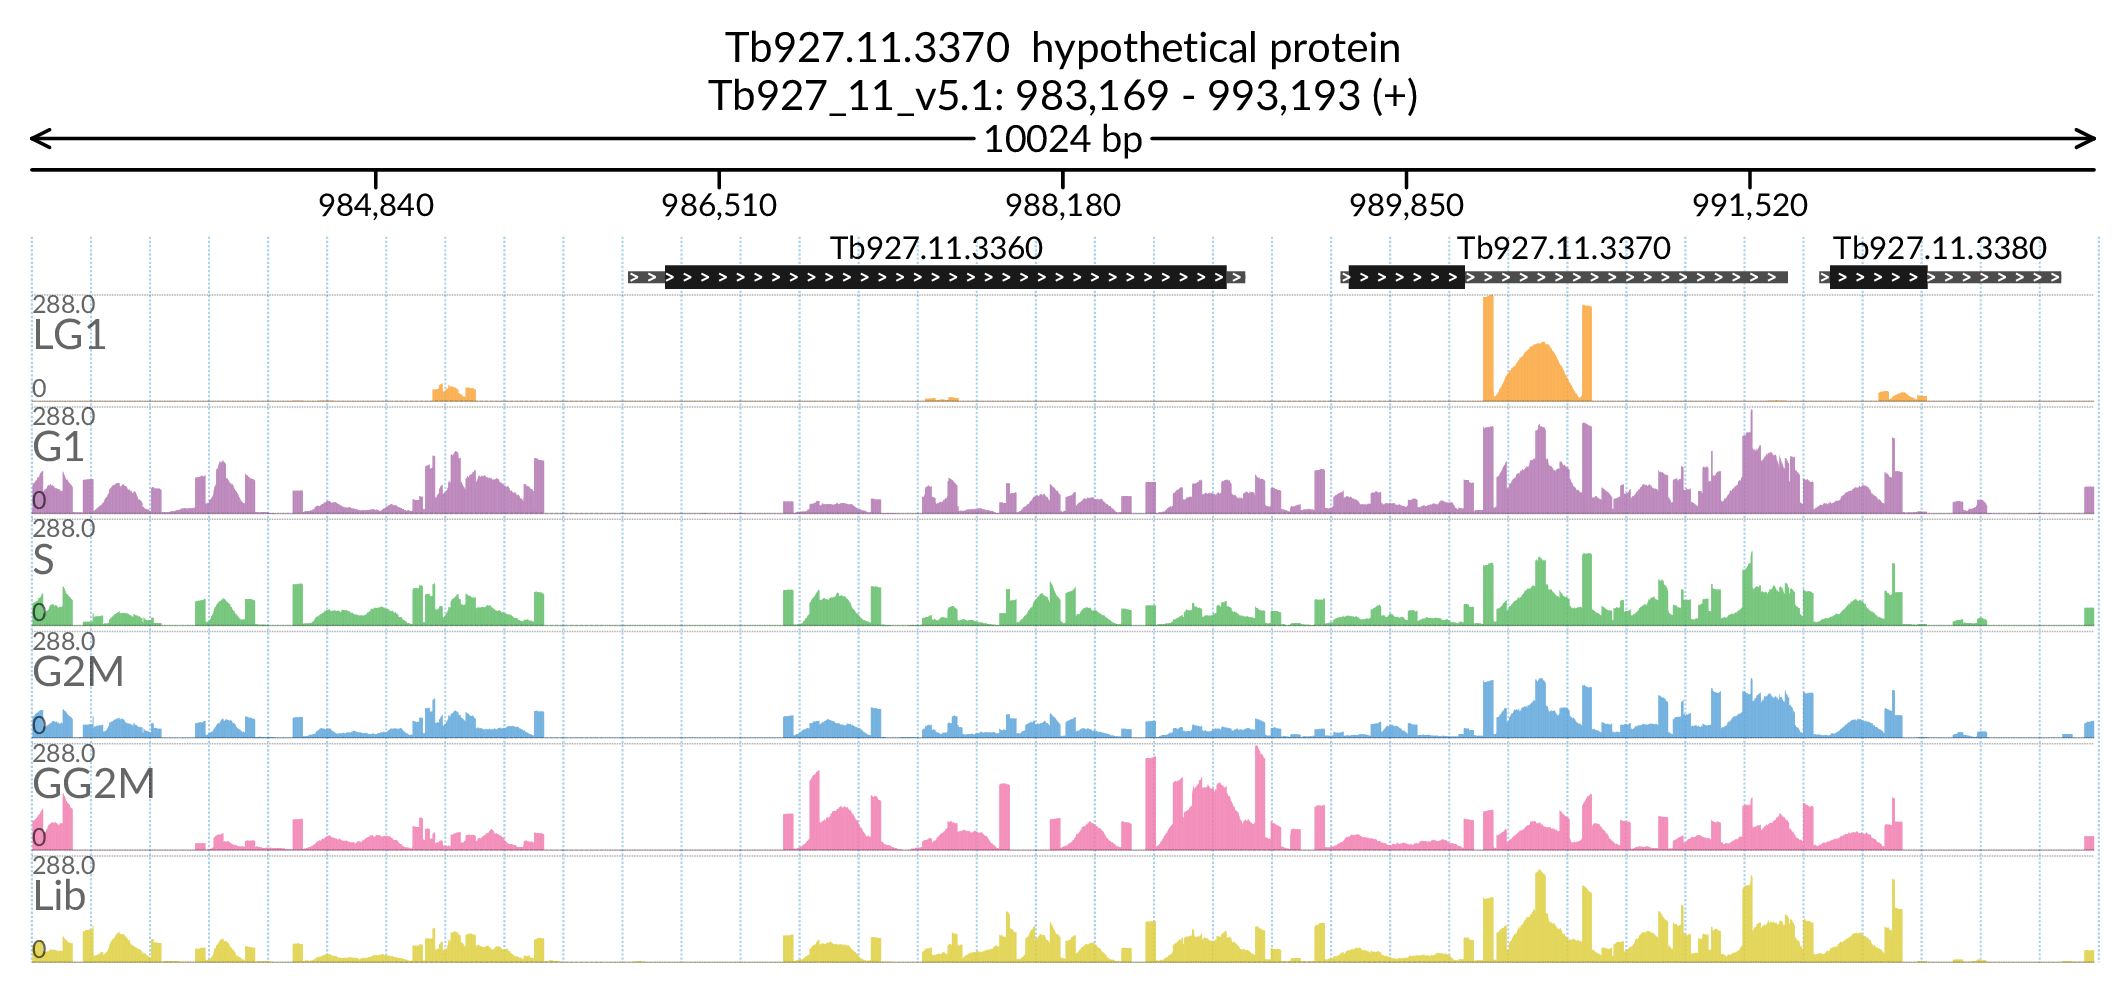 Tb927.11.3370  hypothetical protein
Tb927_11_v5.1: 983,169 - 993,193 (+)
10024 bp
984,840 986,510 988,180 989,850 991,520
Tb927.11.3360 Tb927.11.3370 Tb927.11.3380
288.0
LG1
0
288.0
G1
0
288.0
S
0
288.0
G2M
0
288.0
GG2M
0
288.0
Lib
0